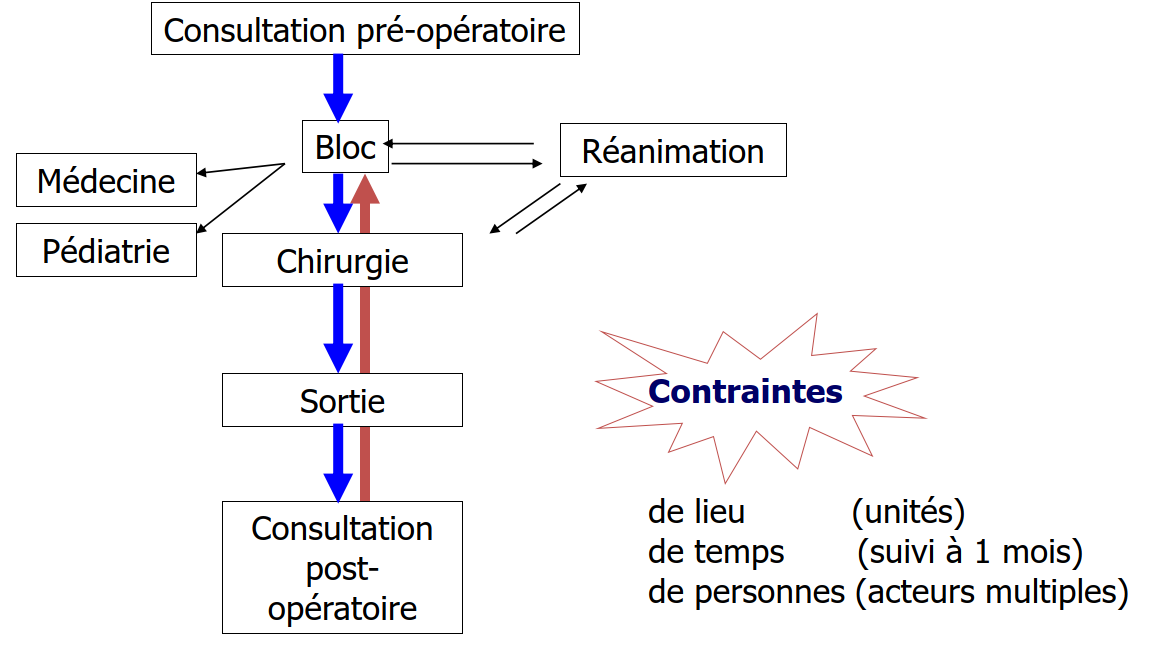 Consultation pré-opératoire
Bloc
Réanimation
Médecine
Pédiatrie
Chirurgie
Sortie
Contraintes
Consultation
post-
opératoire
de lieu (unités)
de temps (suivi à 1 mois)
de personnes (acteurs multiples)